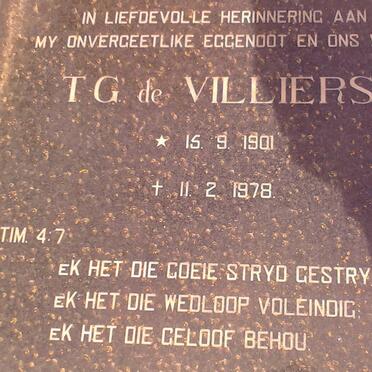 IN LIEFDEVOLLE HERINNERING AAN
MY ONVERGEETLIKE EGGENOOT EN ONS
T.G. de VILLIERS
★ 15. 9. 1901
† 11. 2. 1978.
TIM. 4:7
EK HET DIE GOEIE STRYD GESTRY
EK HET DIE WEDLOOP VOLEINDIG
EK HET DIE GELOOF BEHOU